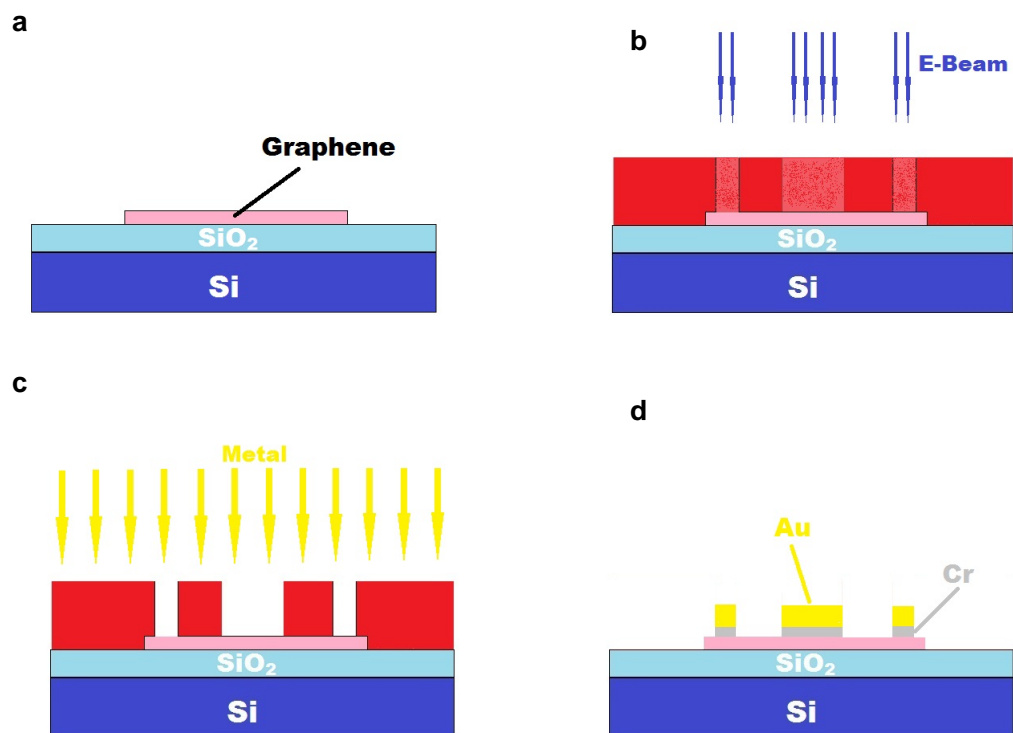 a
Graphene
SiO₂
Si
b
E-Beam
SiO₂
Si
c
Metal
SiO₂
Si
d
Au
Cr
SiO₂
Si